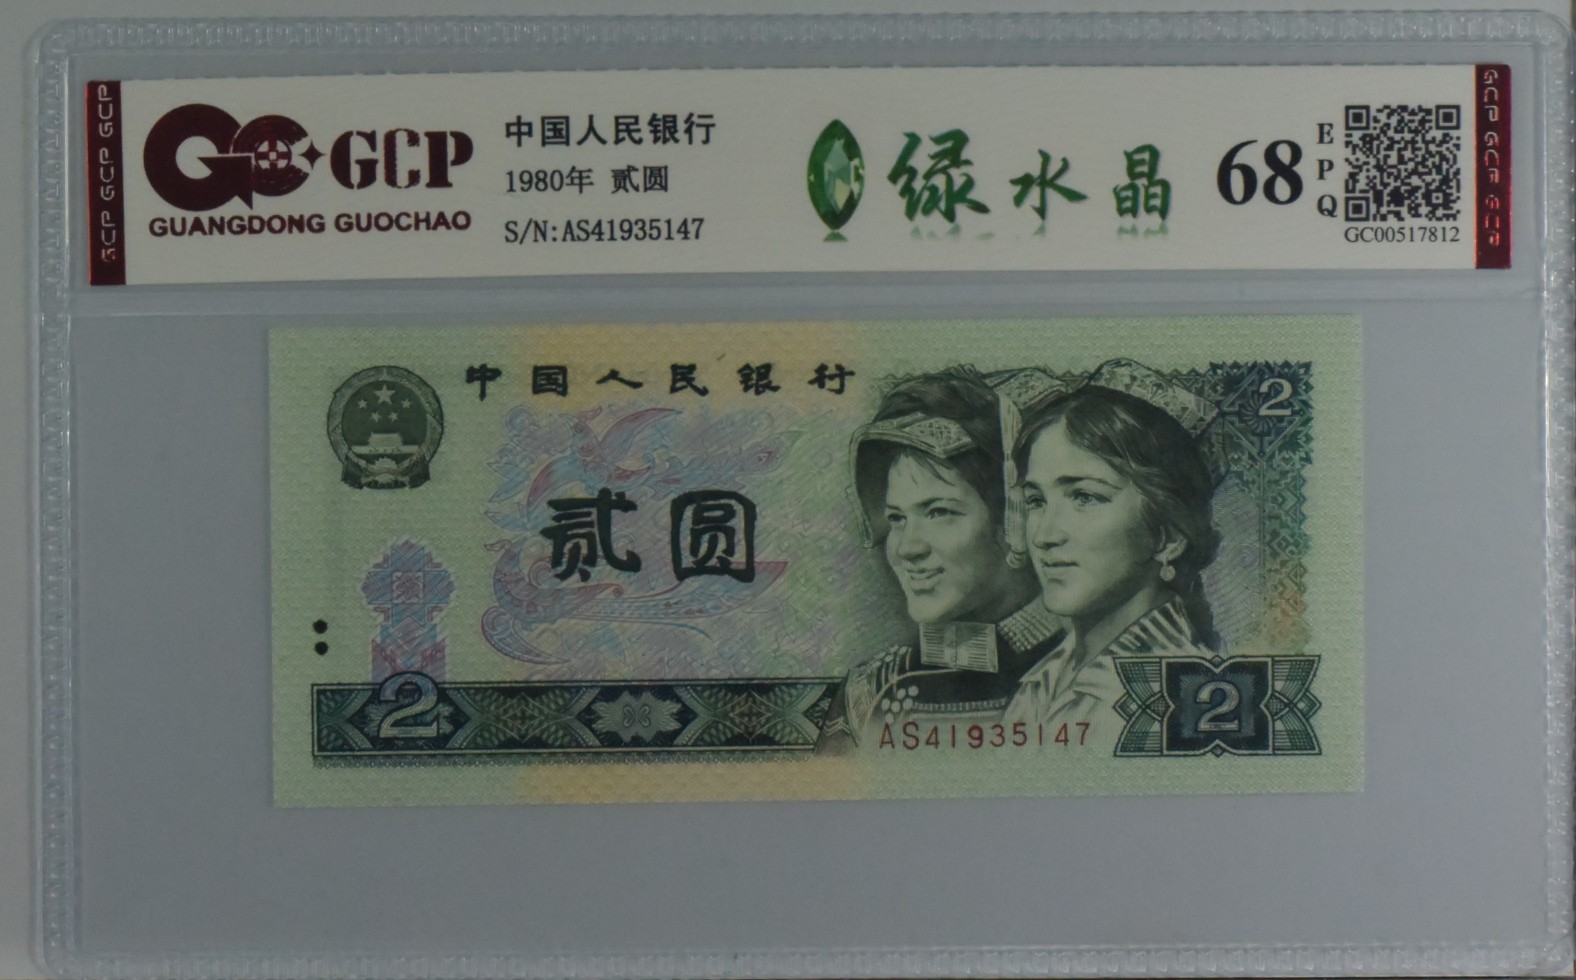 GCP GCP GCP
GCP
GUANGDONG GUOCHAO
中国人民银行
1980年 贰圆
S/N:AS41935147
绿水晶
68
E
P
Q
GC00517812
GCP GCP GCP
中国人民银行
2
贰圆
2
2
AS41935147